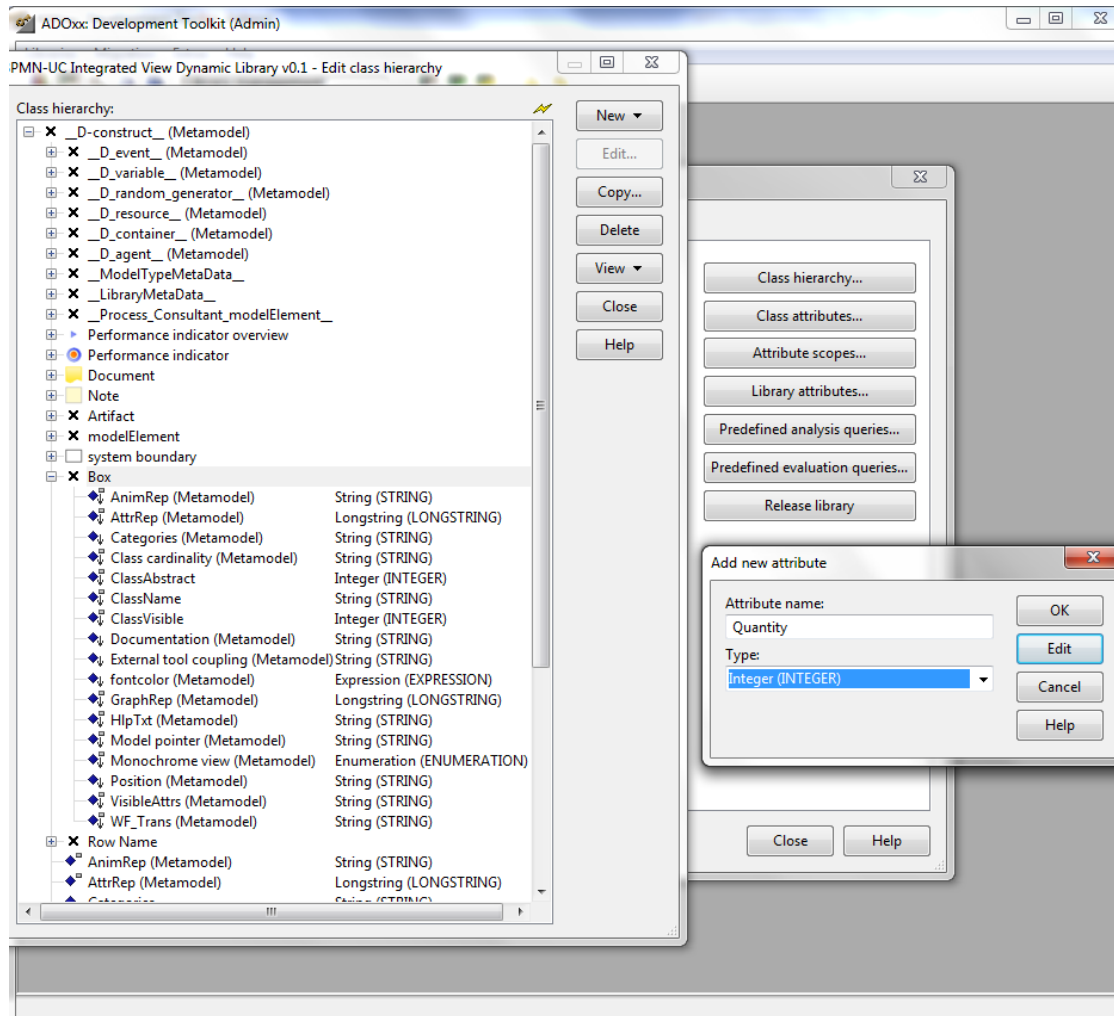 ADOxx: Development Toolkit (Admin)
PMN-UC Integrated View Dynamic Library v0.1 - Edit class hierarchy
Class hierarchy:
__D-construct__ (Metamodel)
__D_event__ (Metamodel)
__D_variable__ (Metamodel)
__D_random_generator__ (Metamodel)
__D_resource__ (Metamodel)
__D_container__ (Metamodel)
__D_agent__ (Metamodel)
__ModelTypeMetaData__
__LibraryMetaData__
__Process_Consultant_modelElement__
Performance indicator overview
Performance indicator
Document
Note
Artifact
modelElement
system boundary
Box
AnimRep (Metamodel) String (STRING)
AttrRep (Metamodel) Longstring (LONGSTRING)
Categories (Metamodel) String (STRING)
Class cardinality (Metamodel) String (STRING)
ClassAbstract Integer (INTEGER)
ClassName String (STRING)
ClassVisible Integer (INTEGER)
Documentation (Metamodel) String (STRING)
External tool coupling (Metamodel) String (STRING)
fontcolor (Metamodel) Expression (EXPRESSION)
GraphRep (Metamodel) Longstring (LONGSTRING)
HlpTxt (Metamodel) String (STRING)
Model pointer (Metamodel) String (STRING)
Monochrome view (Metamodel) Enumeration (ENUMERATION)
Position (Metamodel) String (STRING)
VisibleAttrs (Metamodel) String (STRING)
WF_Trans (Metamodel) String (STRING)
Row Name
AnimRep (Metamodel) String (STRING)
AttrRep (Metamodel) Longstring (LONGSTRING)
New
Edit...
Copy...
Delete
View
Close
Help
Class hierarchy...
Class attributes...
Attribute scopes...
Library attributes...
Predefined analysis queries...
Predefined evaluation queries...
Release library
Add new attribute
Attribute name:
Quantity
Type:
Integer (INTEGER)
OK
Edit
Cancel
Help
Close
Help